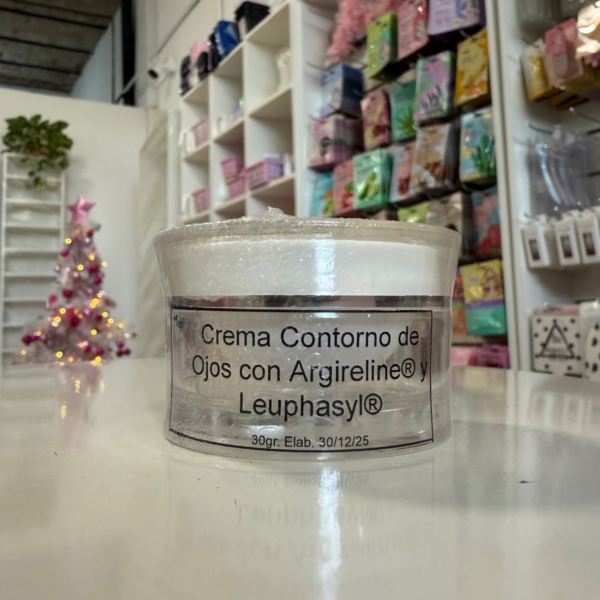 Crema Contorno de
Ojos con Argireline® y
Leuphasyl®
30gr. Elab. 30/12/25